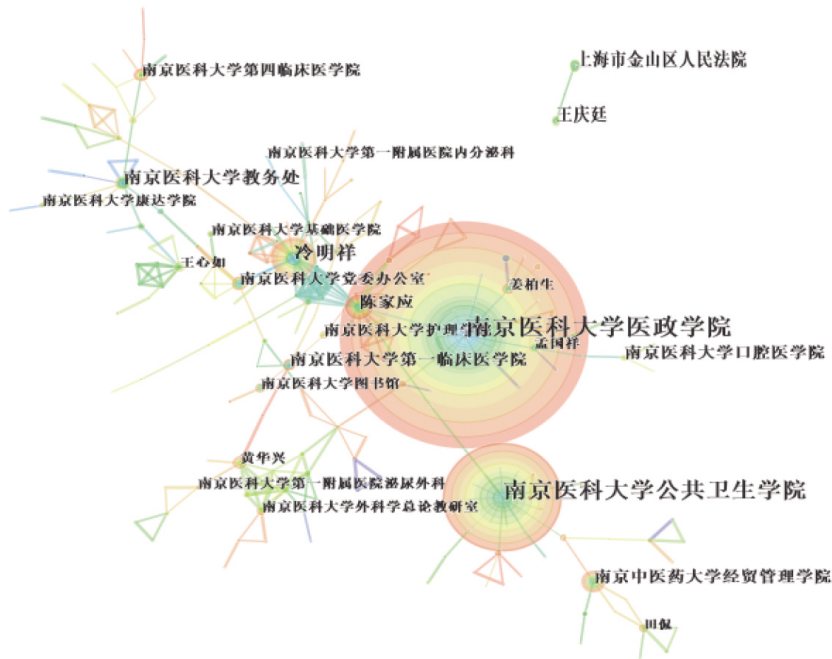 上海市金山区人民法院
南京医科大学第四临床医学院
王庆廷
南京医科大学第一附属医院内分泌科
南京医科大学教务处
南京医科大学康达学院
南京医科大学基础医学院
冷明祥
王心如
南京医科大学党委办公室
姜柏生
陈家应
南京医科大学医政学院
南京医科大学护理学院
孟国祥
南京医科大学口腔医学院
南京医科大学第一临床医学院
南京医科大学图书馆
黄华兴
南京医科大学第一附属医院泌尿外科
南京医科大学公共卫生学院
南京医科大学外科学总论教研室
南京中医药大学经贸管理学院
田侃